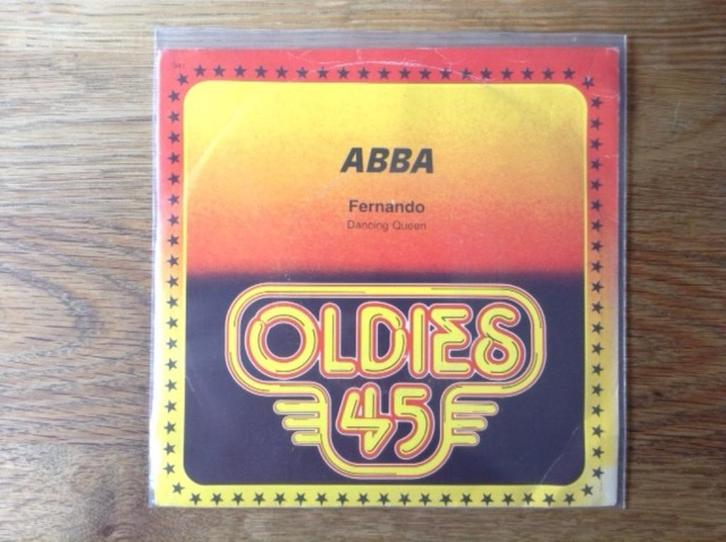 ABBA
Fernando
Dancing Queen
OLDIES
45